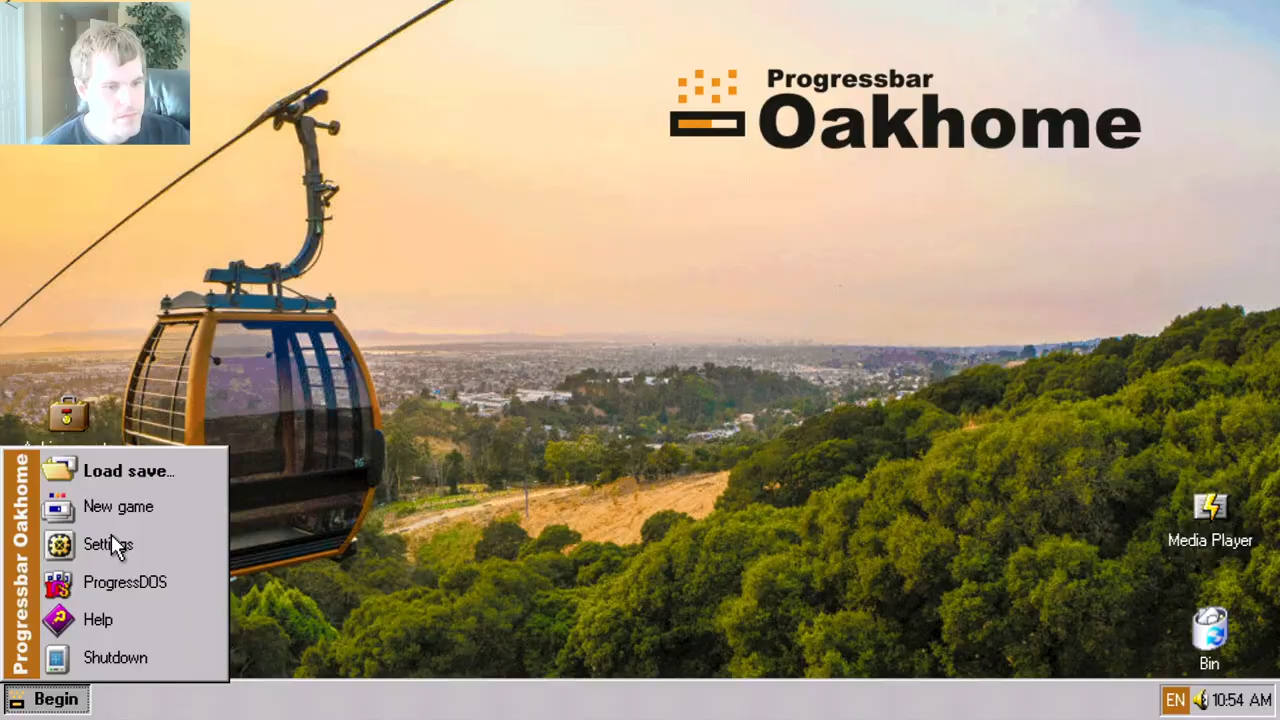 Progressbar
Oakhome
Load save...
New game
Settings
ProgressDOS
Help
Shutdown
Progressbar Oakhome
Media Player
Bin
Begin
EN 10:54 AM